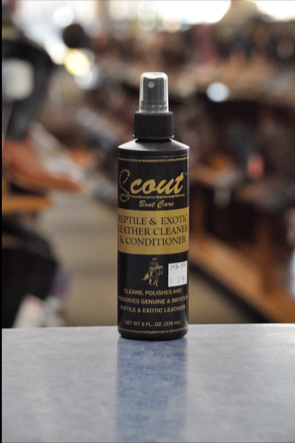 Scout
Boot Care
REPTILE & EXOTIC
LEATHER CLEANER
& CONDITIONER
CLEANS, POLISHES AND
PRESERVES GENUINE & IMITATION
REPTILE & EXOTIC LEATHERS
NET WT 8 FL. OZ. (236 mL)